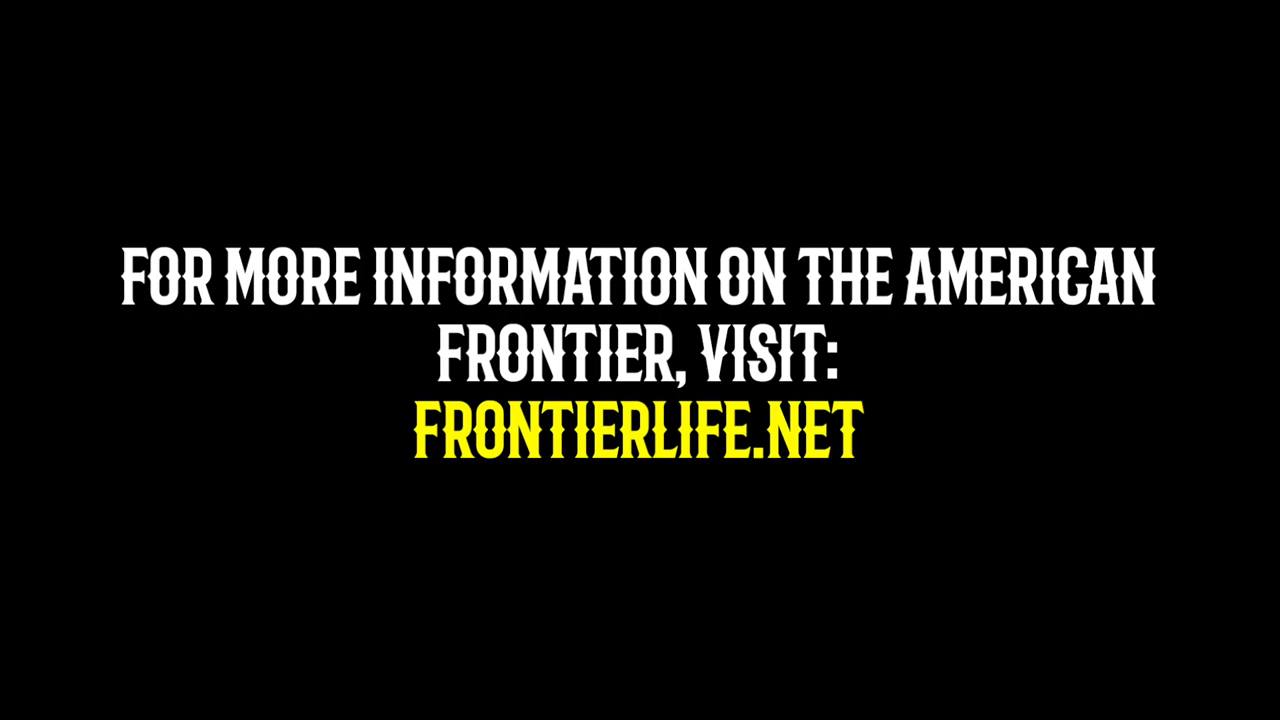 FOR MORE INFORMATION ON THE AMERICAN
FRONTIER, VISIT:
FRONTIERLIFE.NET